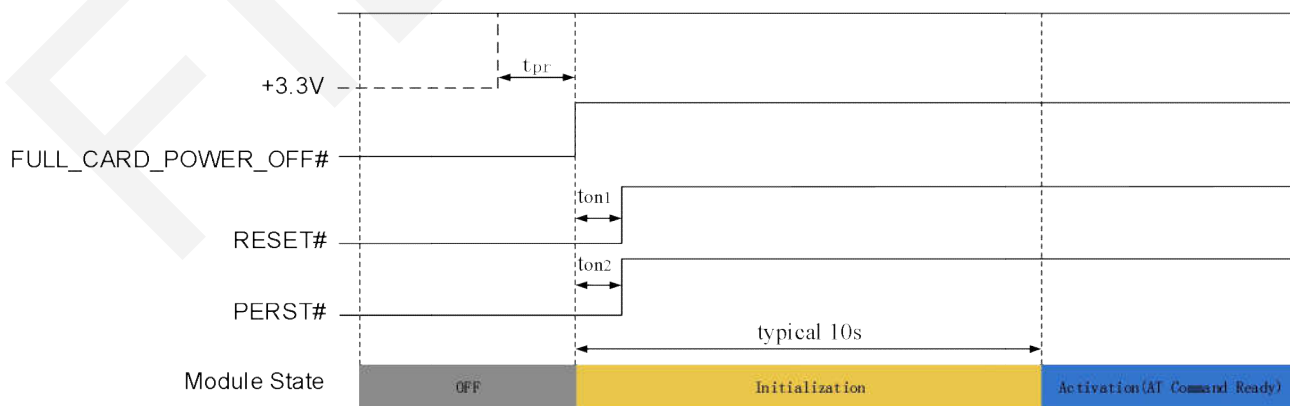 tpr
+3.3V
FULL_CARD_POWER_OFF#
ton1
RESET#
ton2
PERST#
typical 10s
Module State OFF Initialization Activation(AT Command Ready)